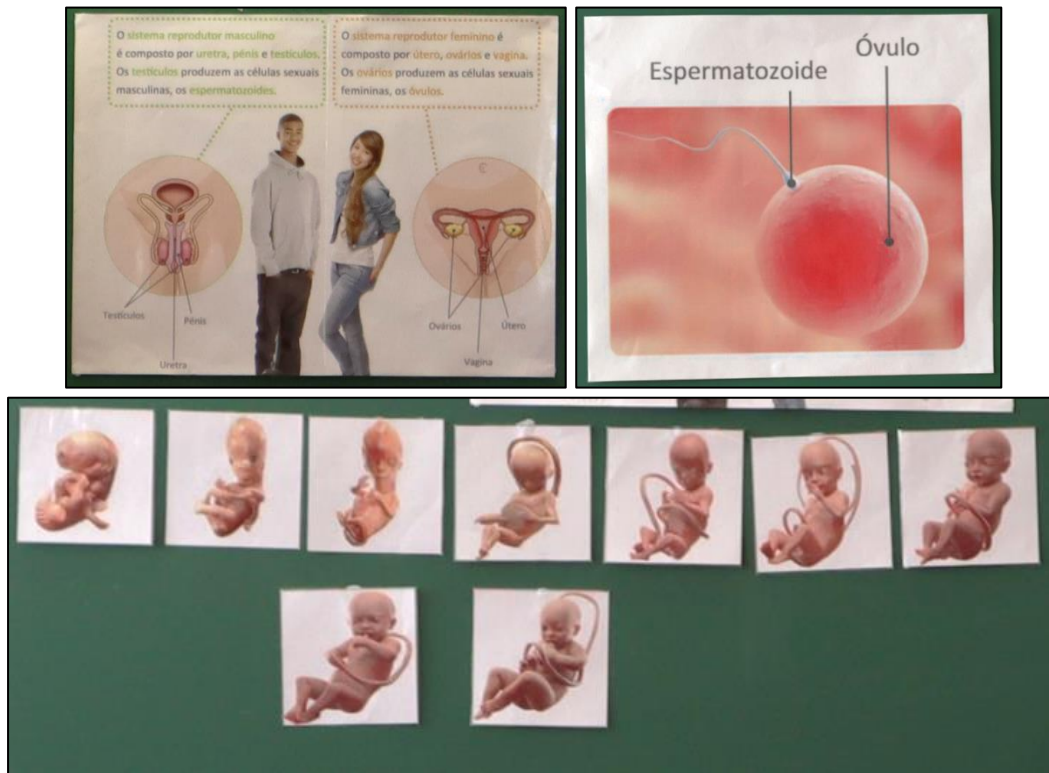 O sistema reprodutor masculino
é composto por uretra, pénis e testículos.
Os testículos produzem as células sexuais
masculinas, os espermatozoides.
O sistema reprodutor feminino é
composto por útero, ovários e vagina.
Os ovários produzem as células sexuais
femininas, os óvulos.
Testículos
Pénis
Uretra
Ovários
Útero
Vagina
Óvulo
Espermatozoide